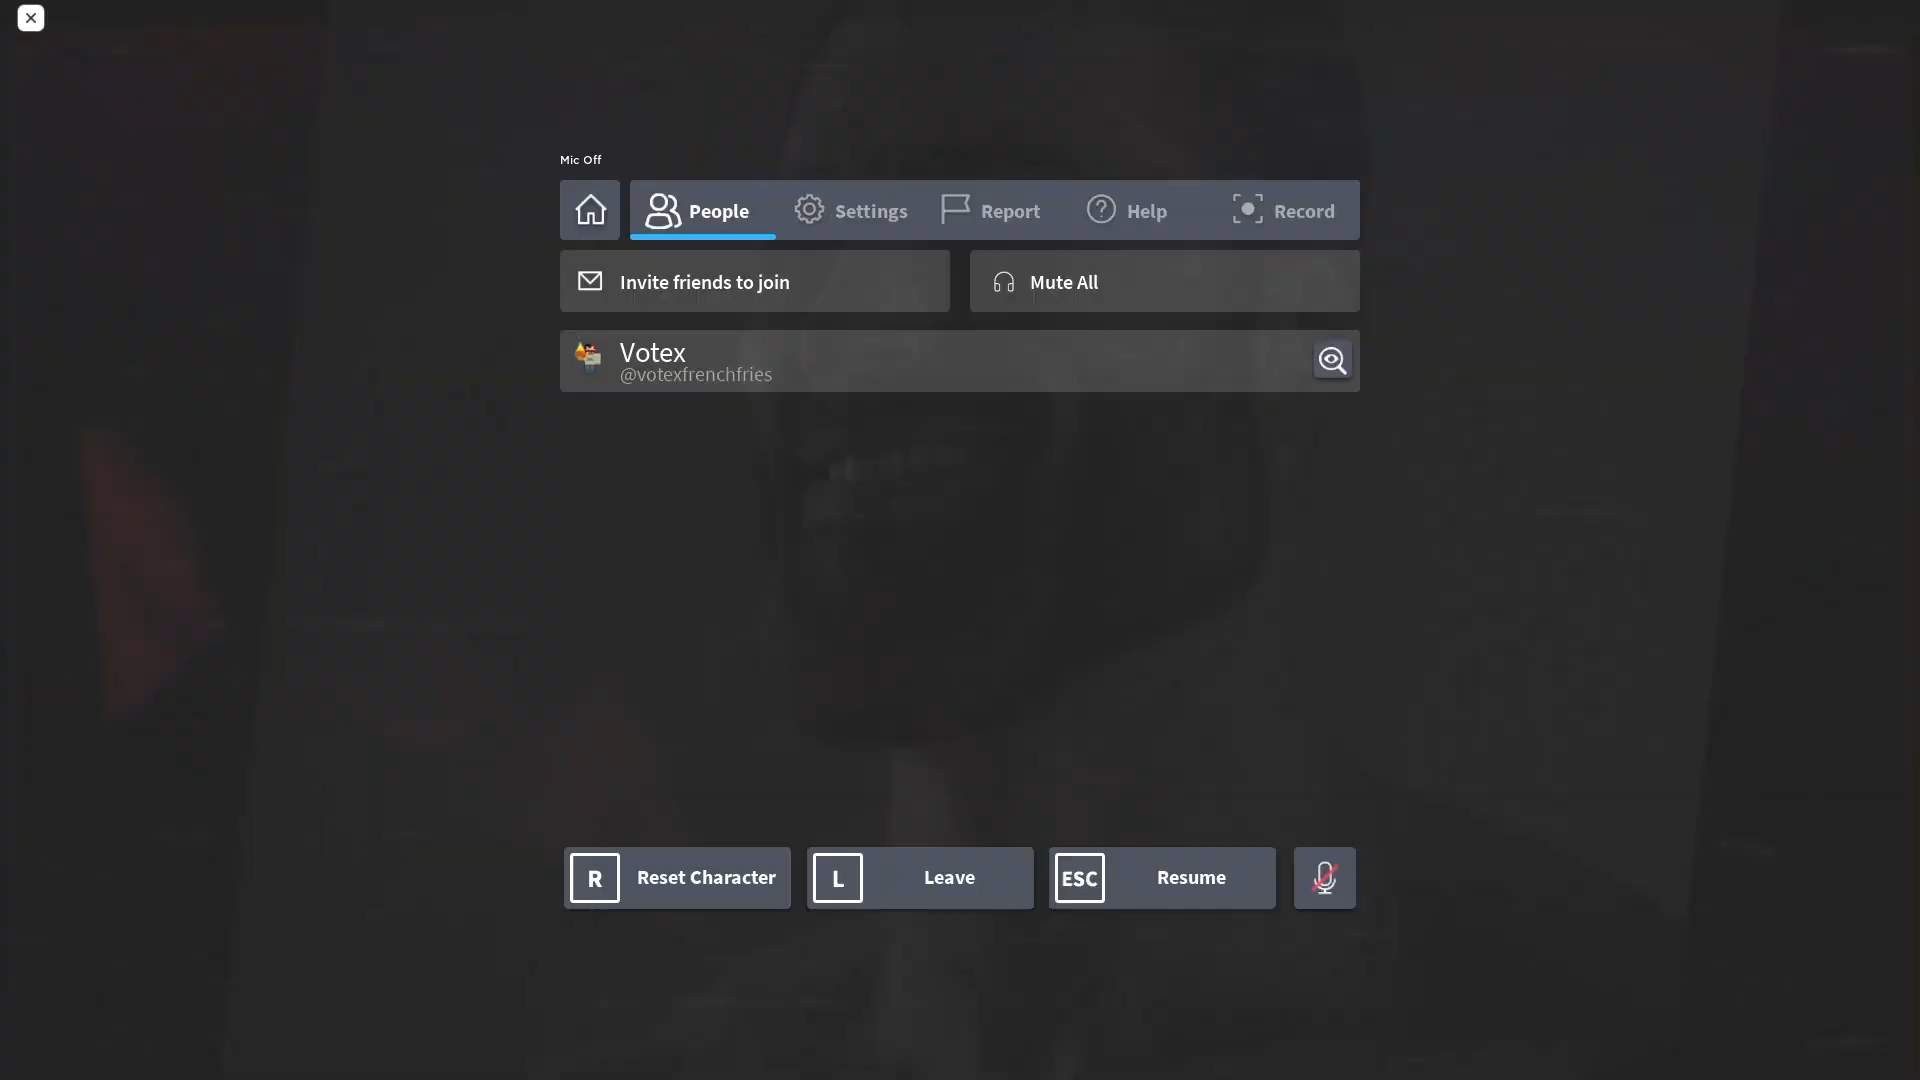 Mic Off
People
Settings
Report
Help
Record
Invite friends to join
Mute All
Votex
@votexfrenchfries
R
Reset Character
L
Leave
ESC
Resume